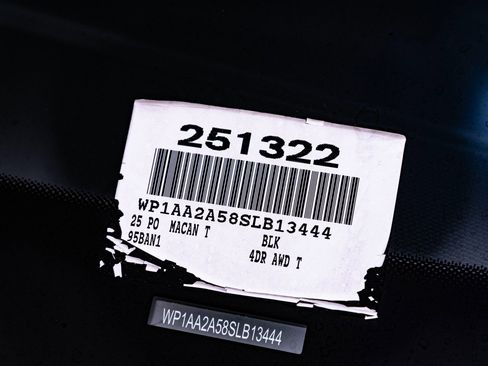 251322
WP1AA2A58SLB13444
25 PO MACAN T BLK
95BAN1 4DR AWD T
WP1AA2A58SLB13444